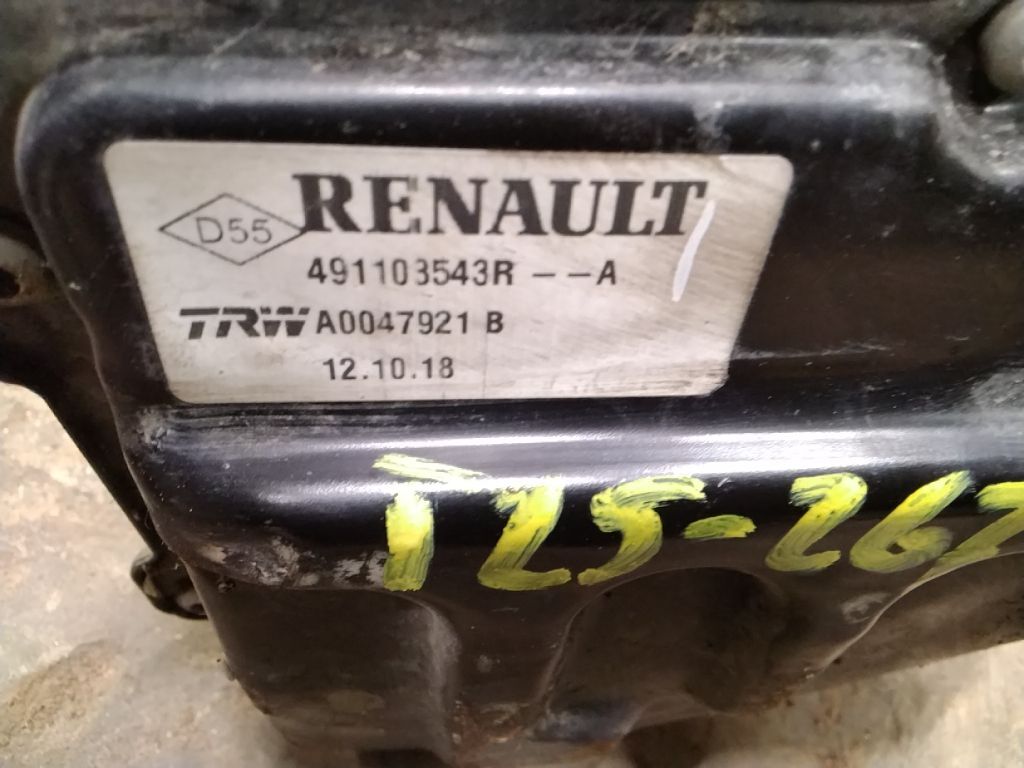 RENAULT
D55
491103543R - - A
TRW A0047921 B
12.10.18